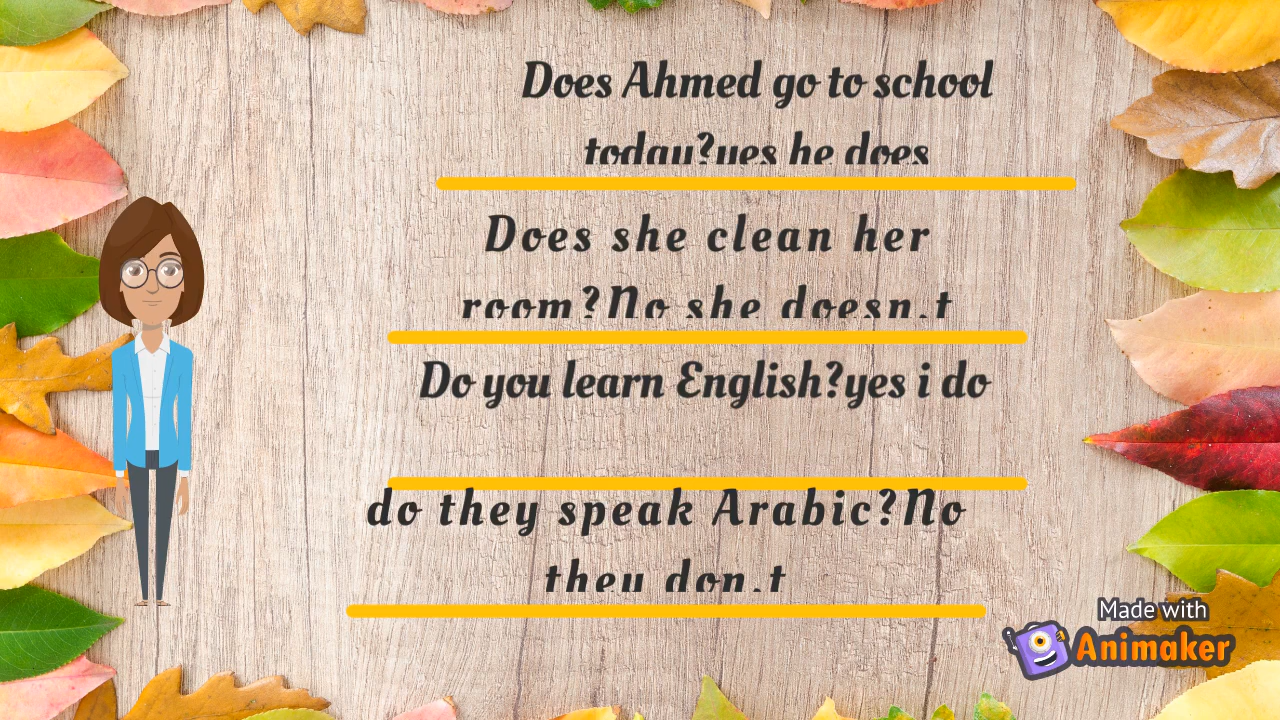 Does Ahmed go to school
today?yes he does
Does she clean her
room?No she doesn.t
Do you learn English?yes i do
do they speak Arabic?No
they don.t
Made with
Animaker